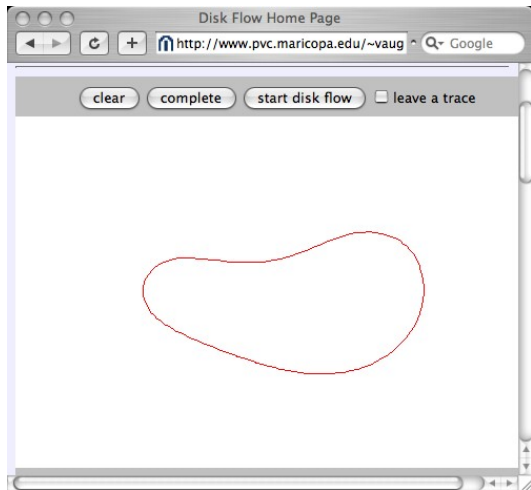 Disk Flow Home Page
http://www.pvc.maricopa.edu/~vaug Google
clear complete start disk flow leave a trace